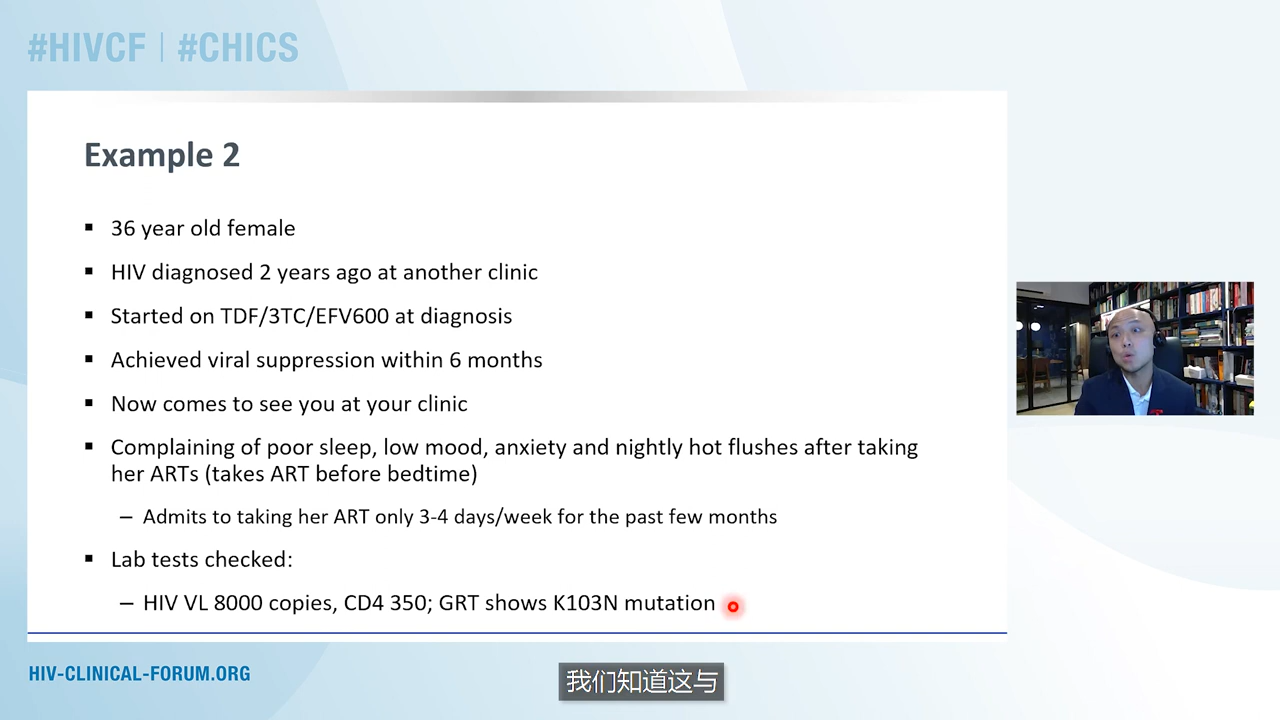 #HIVCF | #CHICS
Example 2
▪ 36 year old female
▪ HIV diagnosed 2 years ago at another clinic
▪ Started on TDF/3TC/EFV600 at diagnosis
▪ Achieved viral suppression within 6 months
▪ Now comes to see you at your clinic
▪ Complaining of poor sleep, low mood, anxiety and nightly hot flushes after taking
her ARTs (takes ART before bedtime)
– Admits to taking her ART only 3-4 days/week for the past few months
▪ Lab tests checked:
– HIV VL 8000 copies, CD4 350; GRT shows K103N mutation
HIV-CLINICAL-FORUM.ORG
我们知道这与